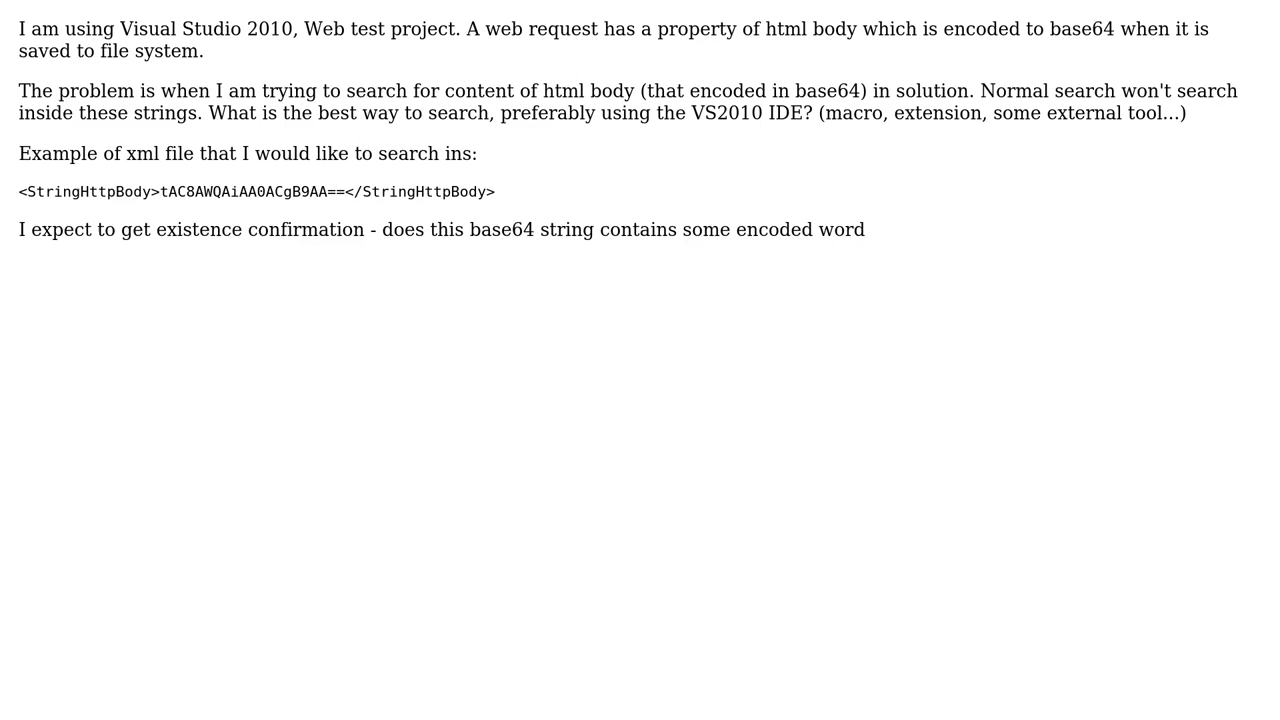 I am using Visual Studio 2010, Web test project. A web request has a property of html body which is encoded to base64 when it is
saved to file system.
The problem is when I am trying to search for content of html body (that encoded in base64) in solution. Normal search won't search
inside these strings. What is the best way to search, preferably using the VS2010 IDE? (macro, extension, some external tool...)
Example of xml file that I would like to search ins:
<StringHttpBody>tAC8AWQAiAA0ACgB9AA==</StringHttpBody>
I expect to get existence confirmation - does this base64 string contains some encoded word